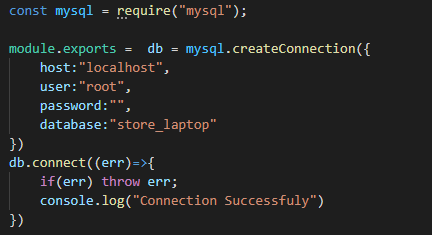 const mysql = require("mysql");
module.exports =  db = mysql.createConnection({
    host:"localhost",
    user:"root",
    password:"",
    database:"store_laptop"
})
db.connect((err)=>{
    if(err) throw err;
    console.log("Connection Successfuly")
})